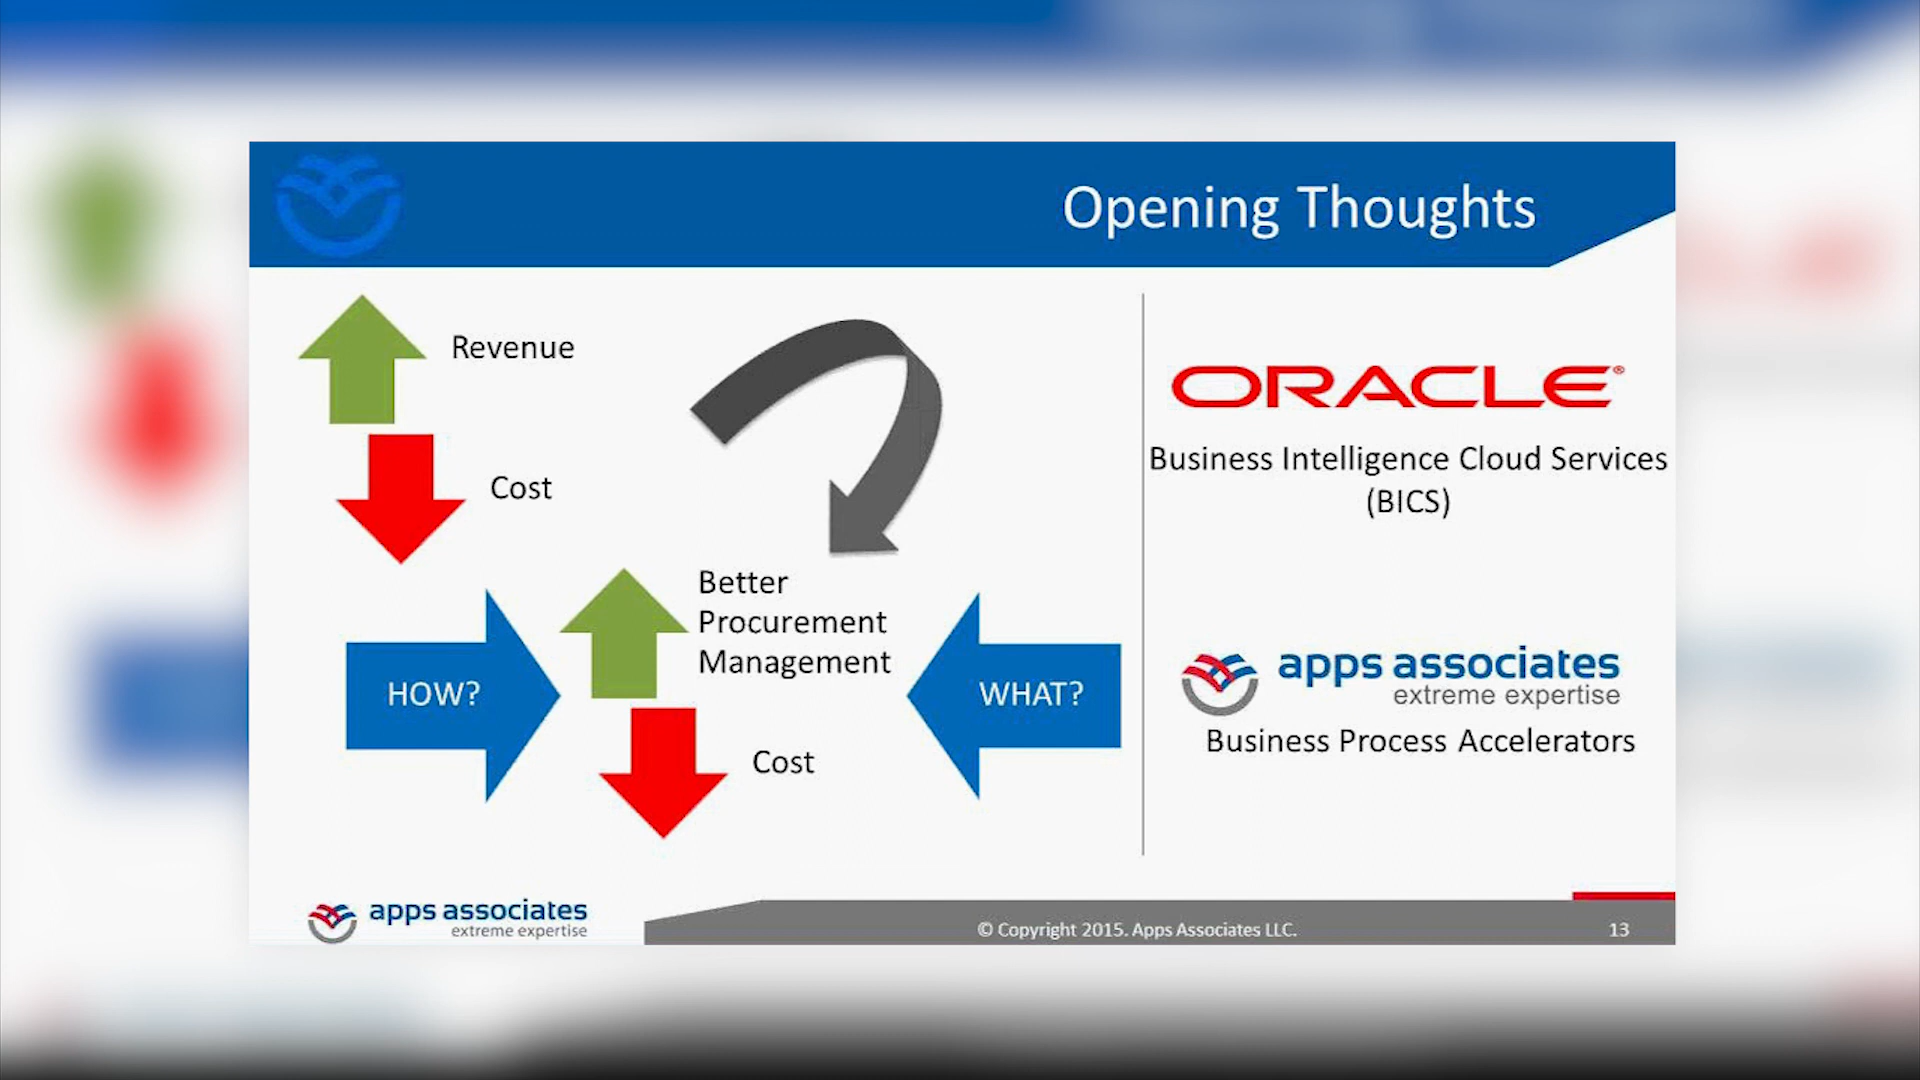 Opening Thoughts
Revenue
Cost
HOW?
Better
Procurement
Management
Cost
WHAT?
ORACLE®
Business Intelligence Cloud Services
(BICS)
apps associates
extreme expertise
Business Process Accelerators
apps associates
extreme expertise
© Copyright 2015. Apps Associates LLC.
13